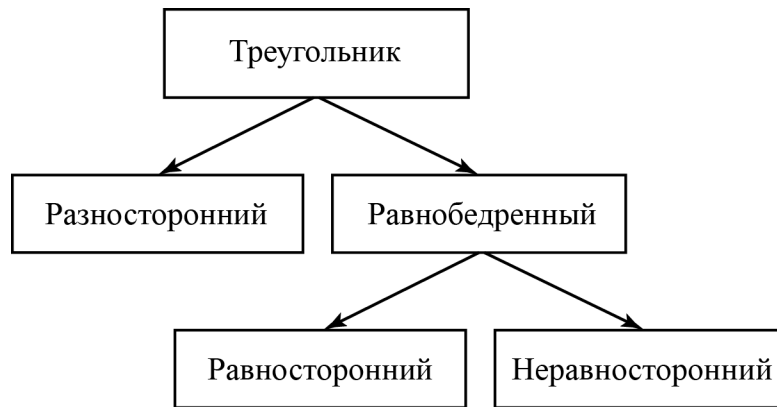 Треугольник
Разносторонний
Равнобедренный
Равносторонний
Неравносторонний